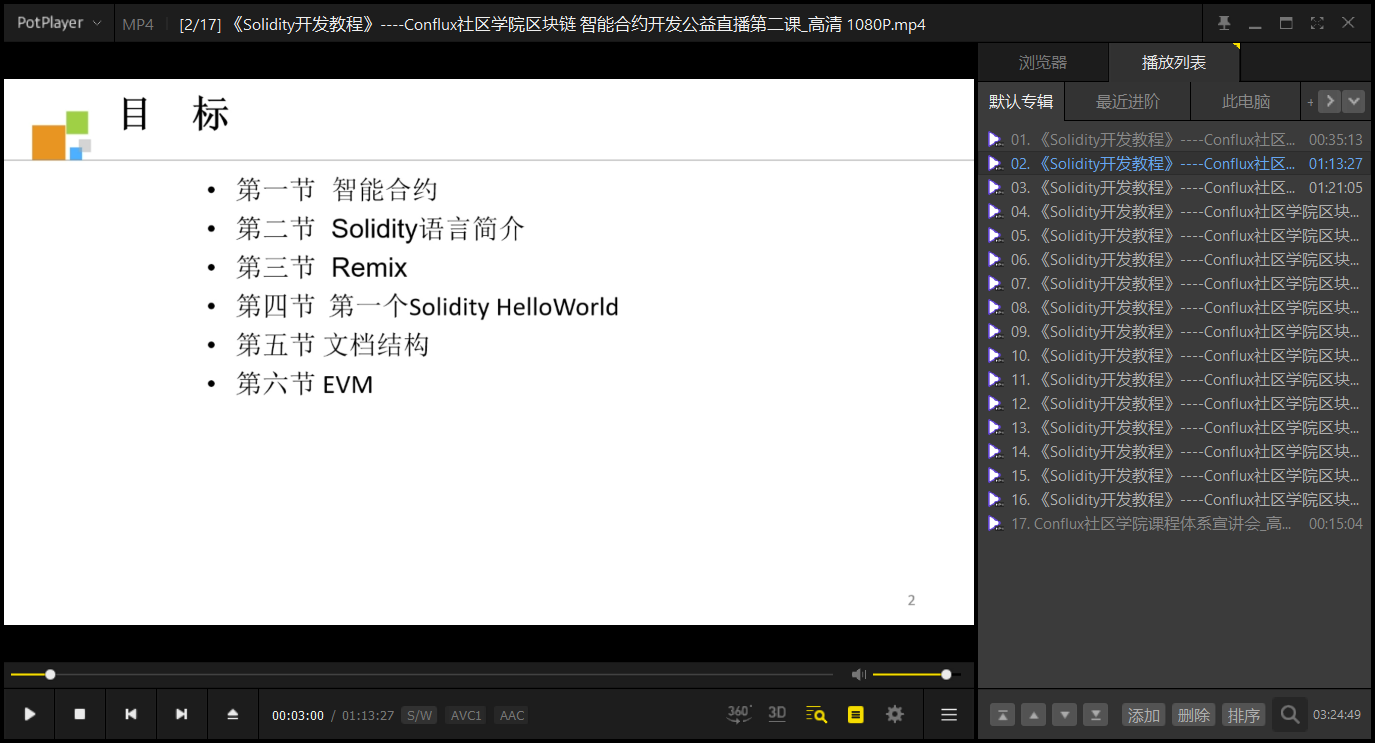 PotPlayer MP4 [2/17] 《Solidity开发教程》----Conflux社区学院区块链 智能合约开发公益直播第二课_高清 1080P.mp4
目 标
• 第一节 智能合约
• 第二节 Solidity语言简介
• 第三节 Remix
• 第四节 第一个Solidity HelloWorld
• 第五节 文档结构
• 第六节 EVM
2
00:03:00 / 01:13:27 S/W AVC1 AAC
360° 3D
浏览器 播放列表
默认专辑 最近进阶 此电脑 +
01. 《Solidity开发教程》----Conflux社区... 00:35:13
02. 《Solidity开发教程》----Conflux社区... 01:13:27
03. 《Solidity开发教程》----Conflux社区... 01:21:05
04. 《Solidity开发教程》----Conflux社区学院区块...
05. 《Solidity开发教程》----Conflux社区学院区块...
06. 《Solidity开发教程》----Conflux社区学院区块...
07. 《Solidity开发教程》----Conflux社区学院区块...
08. 《Solidity开发教程》----Conflux社区学院区块...
09. 《Solidity开发教程》----Conflux社区学院区块...
10. 《Solidity开发教程》----Conflux社区学院区块...
11. 《Solidity开发教程》----Conflux社区学院区块...
12. 《Solidity开发教程》----Conflux社区学院区块...
13. 《Solidity开发教程》----Conflux社区学院区块...
14. 《Solidity开发教程》----Conflux社区学院区块...
15. 《Solidity开发教程》----Conflux社区学院区块...
16. 《Solidity开发教程》----Conflux社区学院区块...
17. Conflux社区学院课程体系宣讲会_高... 00:15:04
添加 删除 排序 03:24:49